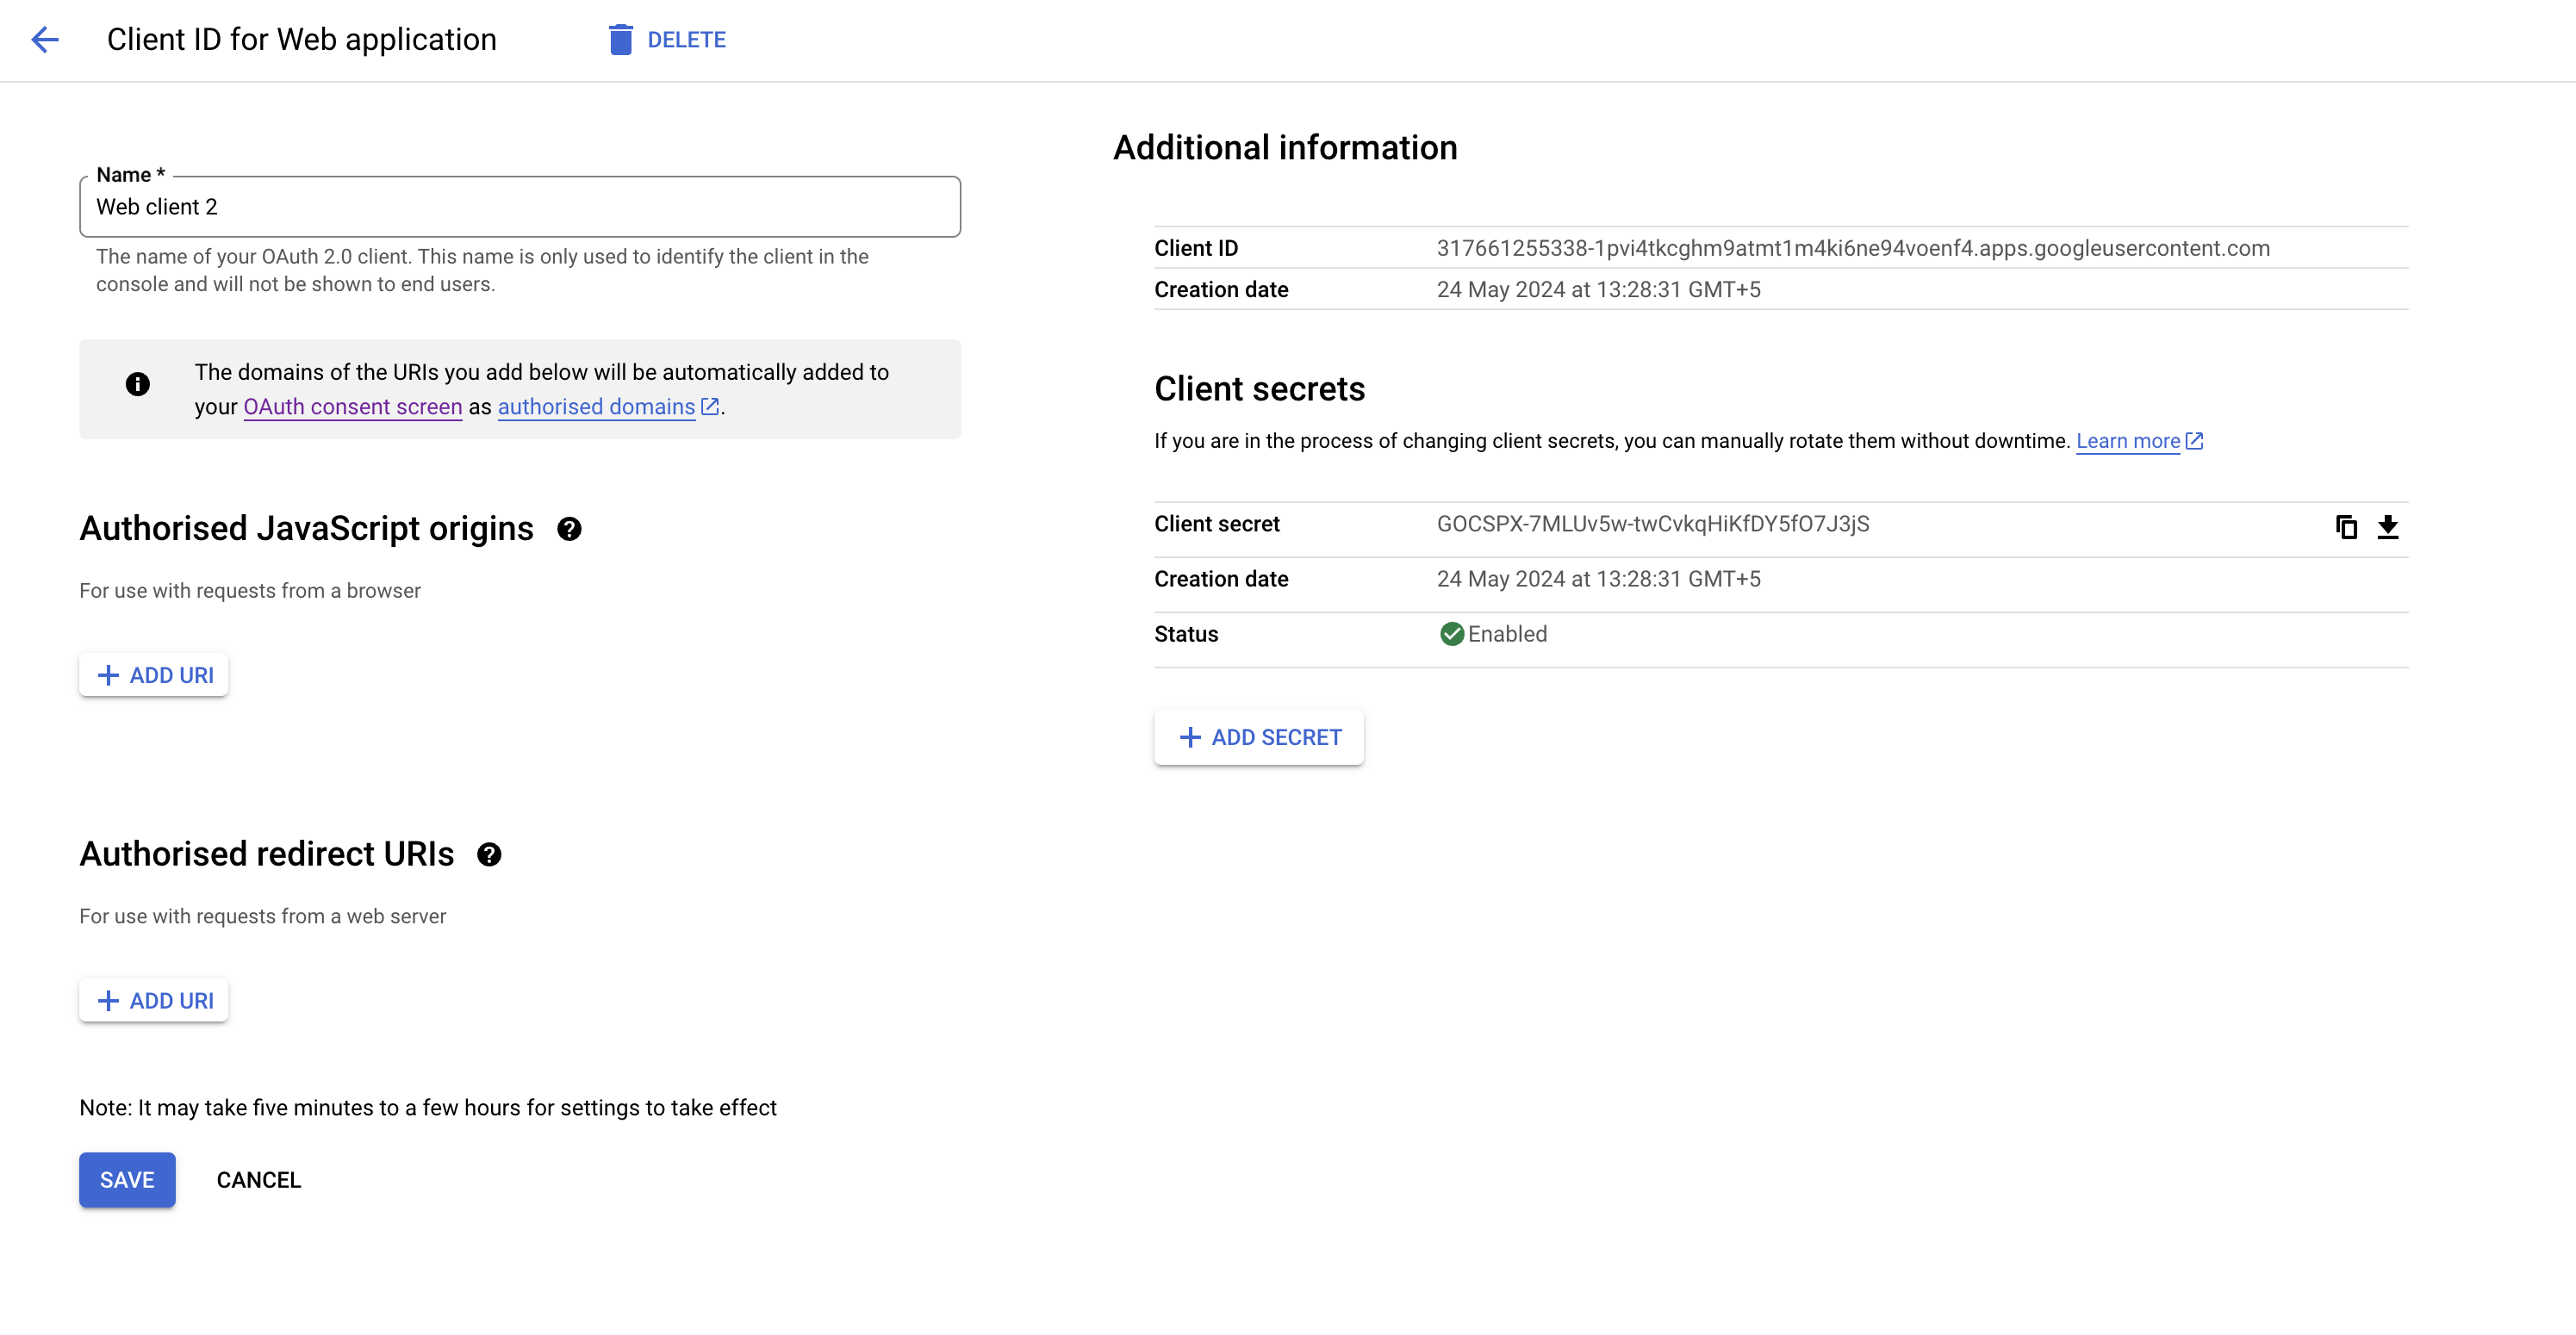 Client ID for Web application
DELETE
Name *
Web client 2
The name of your OAuth 2.0 client. This name is only used to identify the client in the
console and will not be shown to end users.
The domains of the URIs you add below will be automatically added to
your OAuth consent screen as authorised domains.
Authorised JavaScript origins
For use with requests from a browser
ADD URI
Authorised redirect URIs
For use with requests from a web server
ADD URI
Note: It may take five minutes to a few hours for settings to take effect
SAVE
CANCEL
Additional information
Client ID 317661255338-1pvi4tkcghm9atmt1m4ki6ne94voenf4.apps.googleusercontent.com
Creation date 24 May 2024 at 13:28:31 GMT+5
Client secrets
If you are in the process of changing client secrets, you can manually rotate them without downtime. Learn more
Client secret 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
Creation date 24 May 2024 at 13:28:31 GMT+5
Status Enabled
ADD SECRET